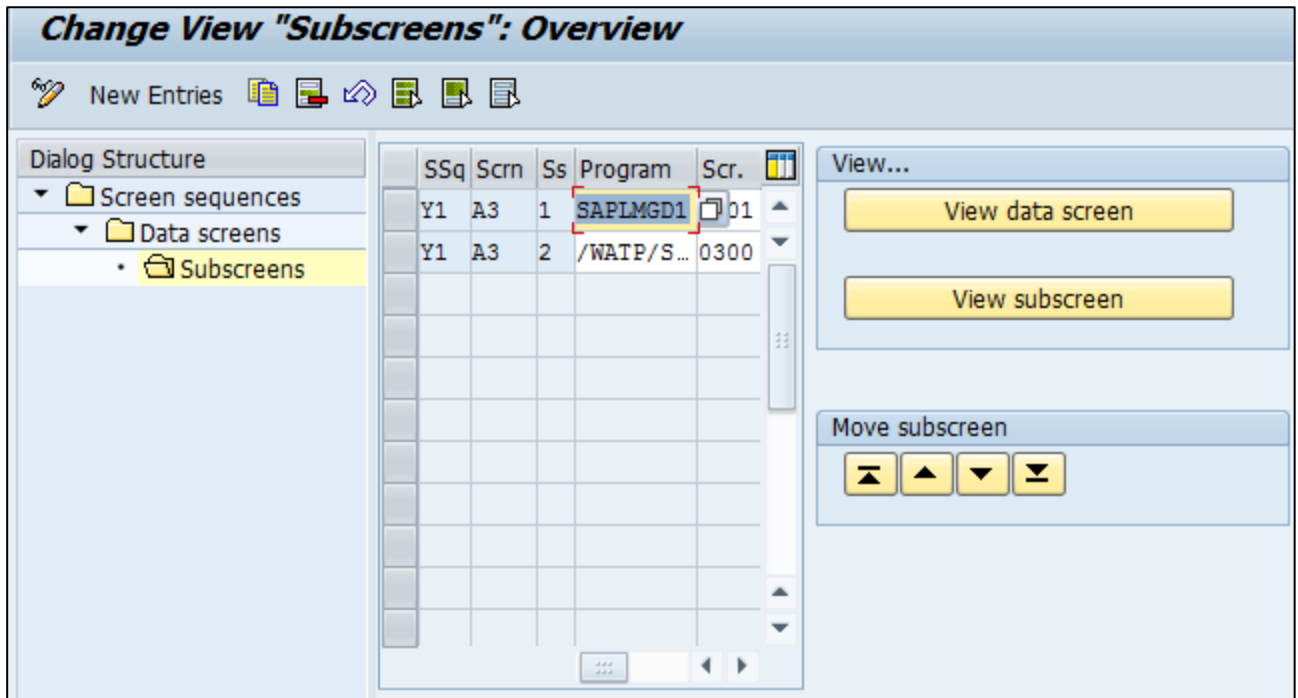 Change View "Subscreens": Overview
New Entries
Dialog Structure
Screen sequences
Data screens
Subscreens
SSq Scrn Ss Program Scr.
Y1 A3 1 SAPLMGD1 01
Y1 A3 2 /WATP/S… 0300
View...
View data screen
View subscreen
Move subscreen